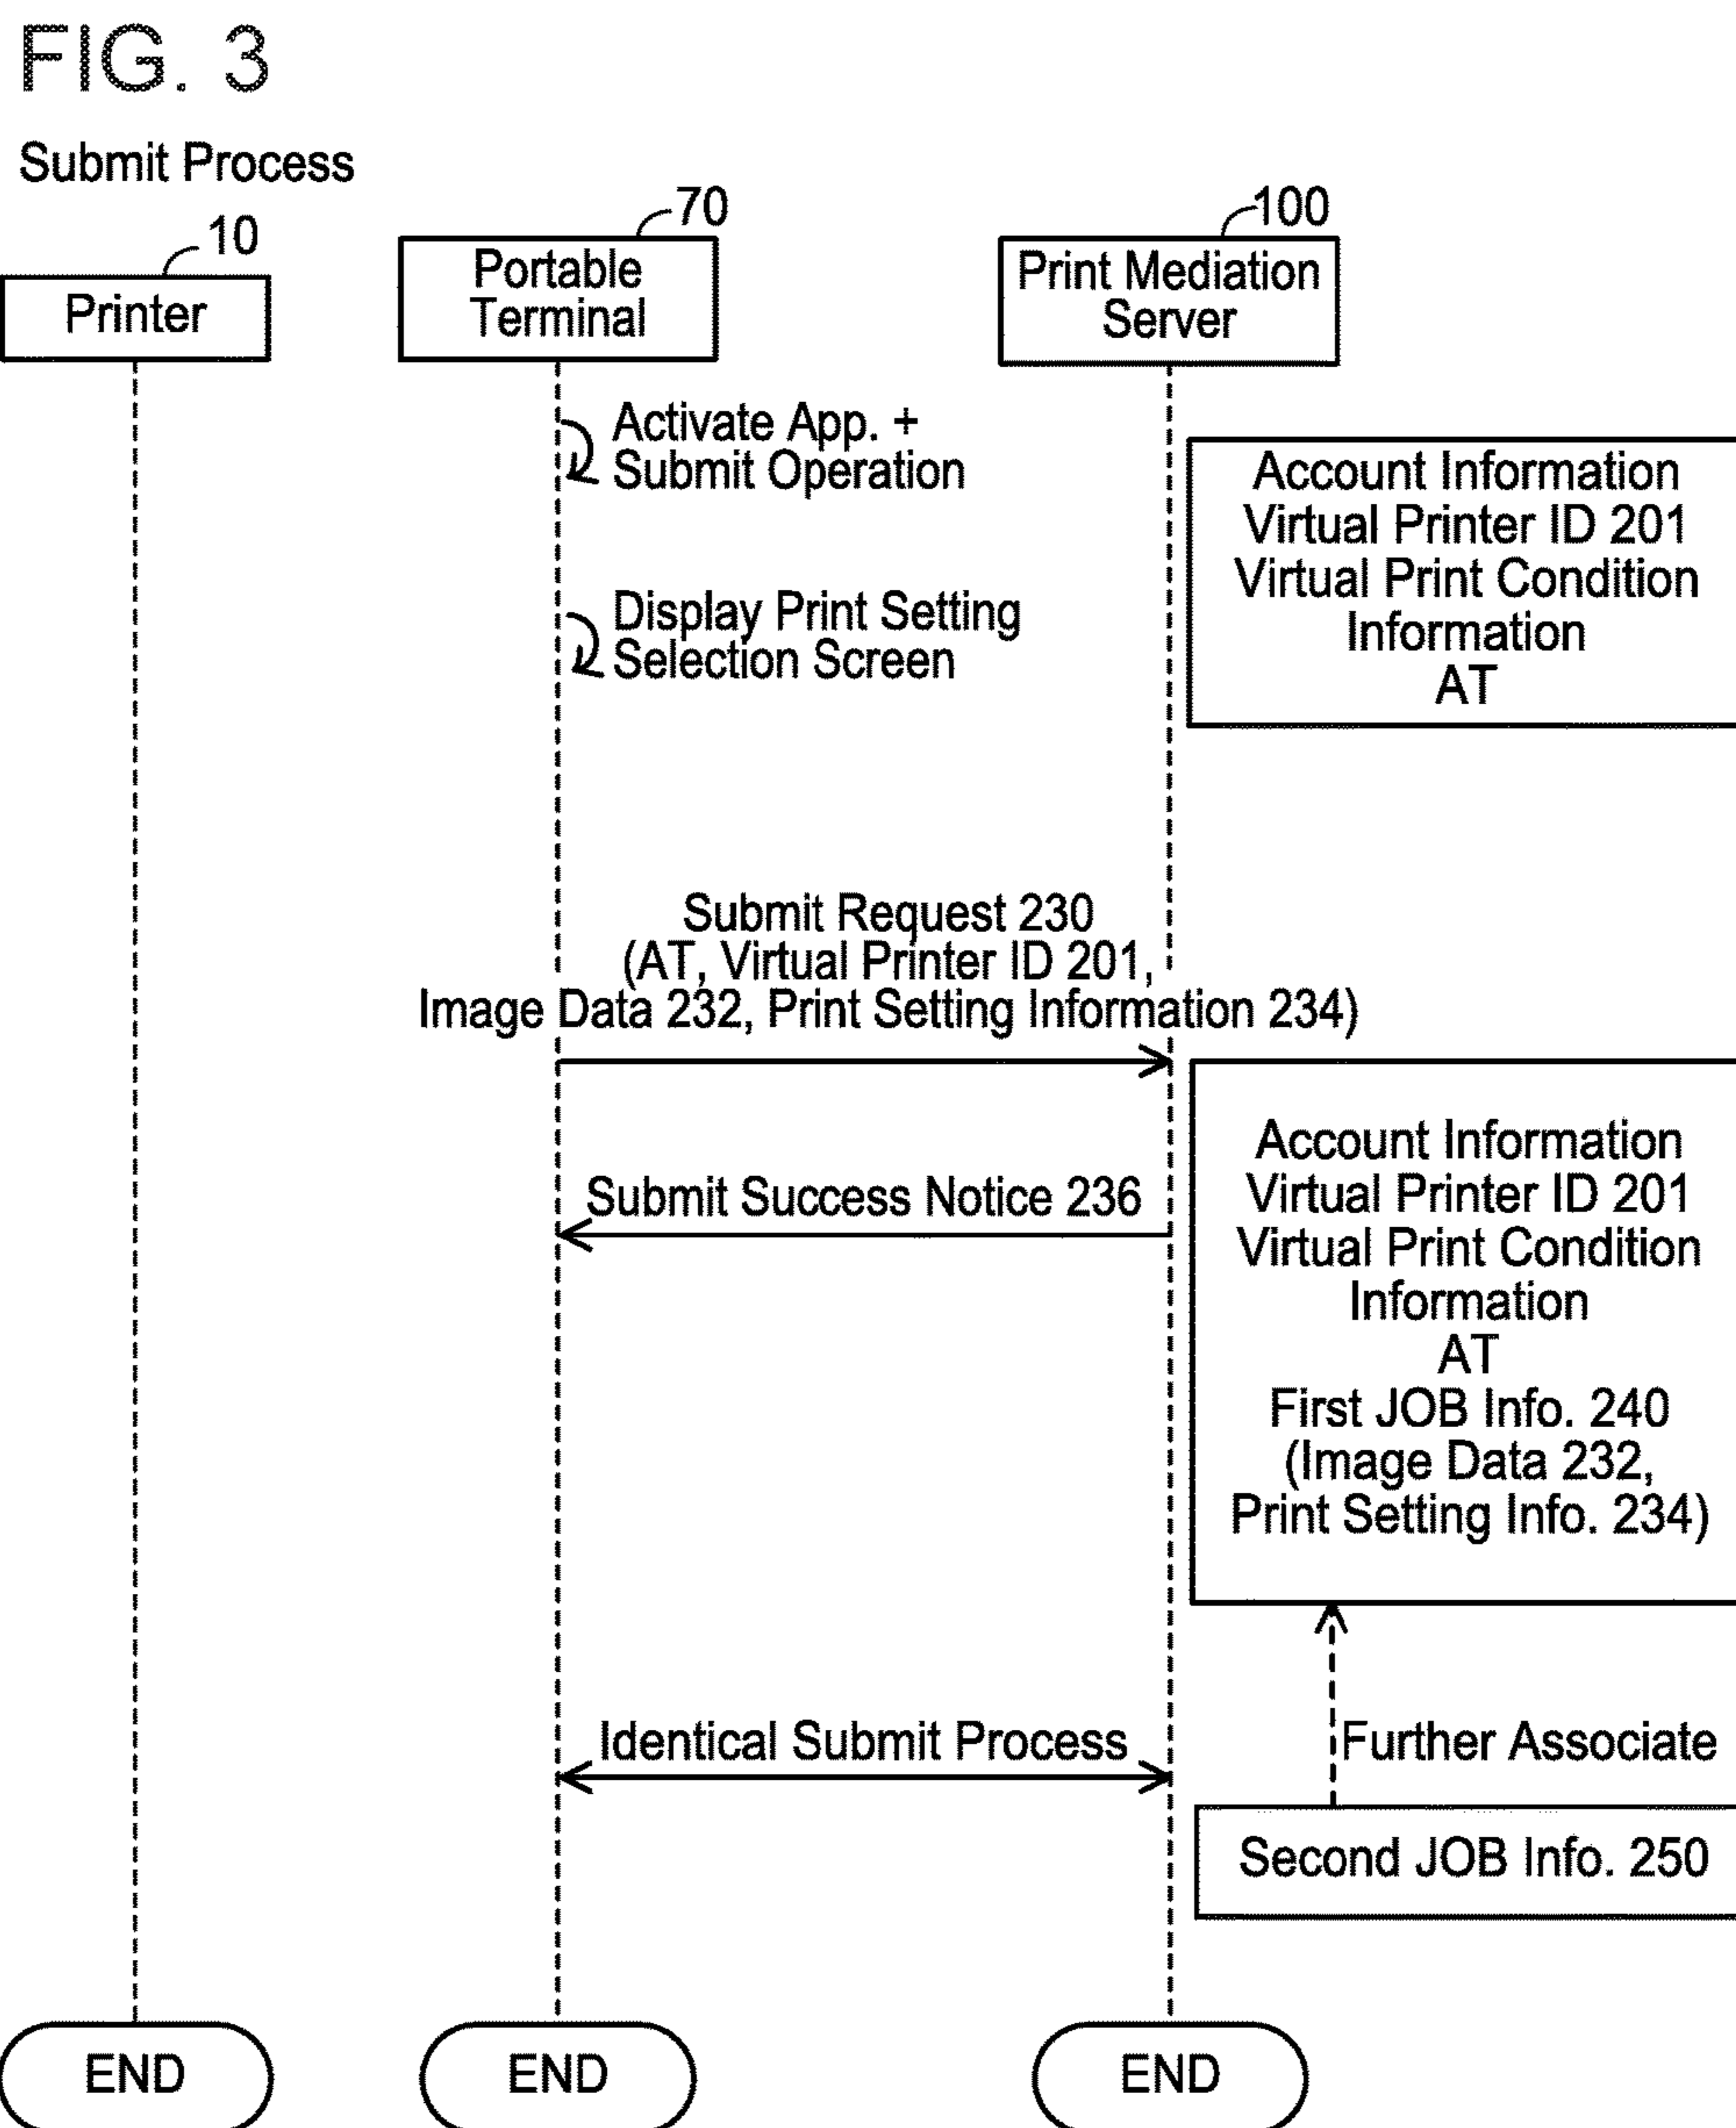 FIG. 3
Submit Process
10
Printer
70
Portable
Terminal
100
Print Mediation
Server
Activate App. +
Submit Operation
Account Information
Virtual Printer ID 201
Virtual Print Condition
Information
AT
Display Print Setting
Selection Screen
Submit Request 230
(AT, Virtual Printer ID 201,
Image Data 232, Print Setting Information 234)
Submit Success Notice 236
Account Information
Virtual Printer ID 201
Virtual Print Condition
Information
AT
First JOB Info. 240
(Image Data 232,
Print Setting Info. 234)
Identical Submit Process
Further Associate
Second JOB Info. 250
END
END
END